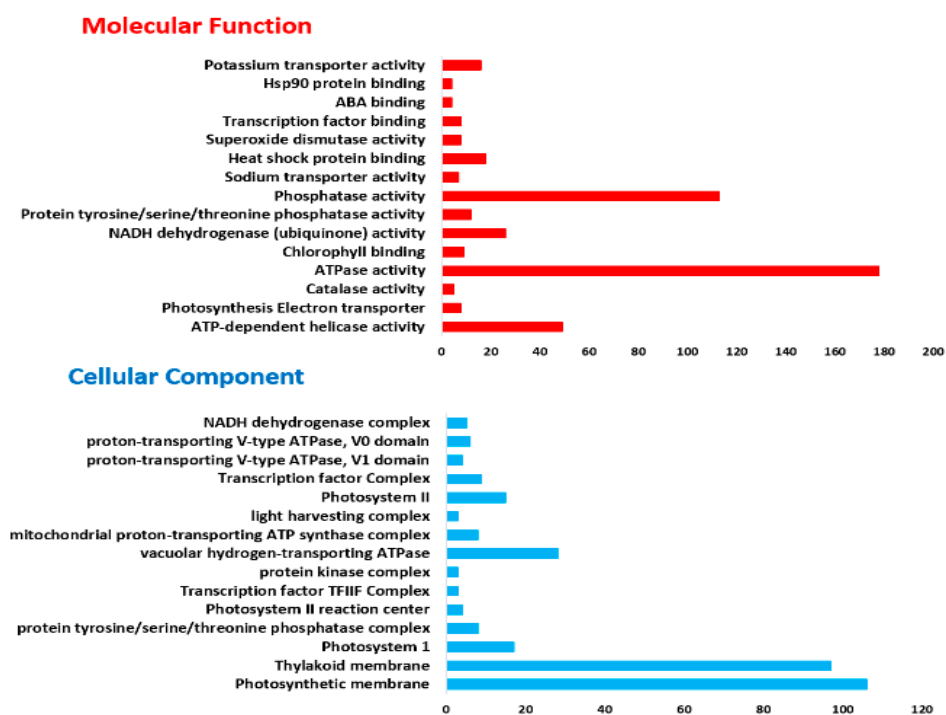 Molecular Function
Potassium transporter activity
Hsp90 protein binding
ABA binding
Transcription factor binding
Superoxide dismutase activity
Heat shock protein binding
Sodium transporter activity
Phosphatase activity
Protein tyrosine/serine/threonine phosphatase activity
NADH dehydrogenase (ubiquinone) activity
Chlorophyll binding
ATPase activity
Catalase activity
Photosynthesis Electron transporter
ATP-dependent helicase activity
0 20 40 60 80 100 120 140 160 180 200
Cellular Component
NADH dehydrogenase complex
proton-transporting V-type ATPase, V0 domain
proton-transporting V-type ATPase, V1 domain
Transcription factor Complex
Photosystem II
light harvesting complex
mitochondrial proton-transporting ATP synthase complex
vacuolar hydrogen-transporting ATPase
protein kinase complex
Transcription factor TFIIF Complex
Photosystem II reaction center
protein tyrosine/serine/threonine phosphatase complex
Photosystem 1
Thylakoid membrane
Photosynthetic membrane
0 20 40 60 80 100 120